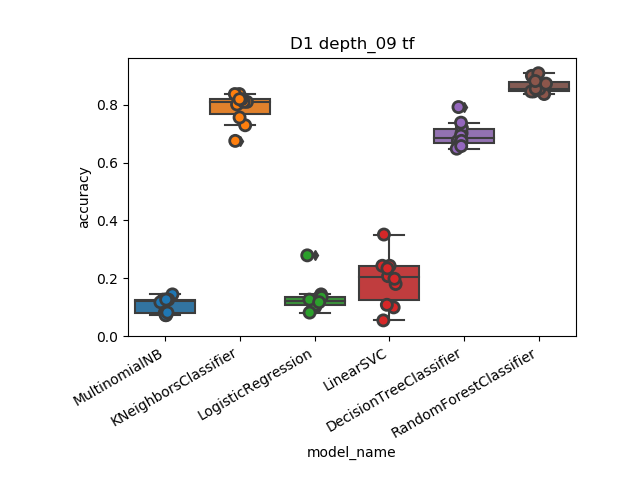 D1 depth_09 tf
accuracy
0.8
0.6
0.4
0.2
0.0
MultinomialNB
KNeighborsClassifier
LogisticRegression
LinearSVC
DecisionTreeClassifier
RandomForestClassifier
model_name